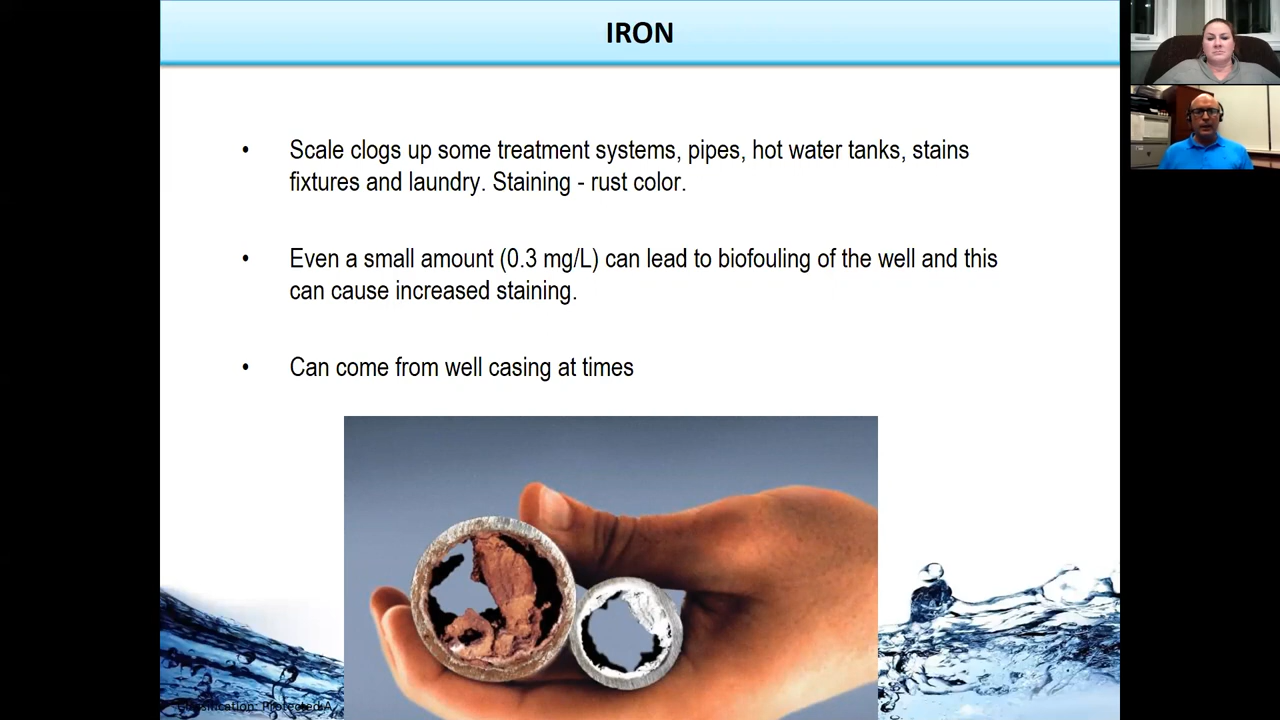 IRON
• Scale clogs up some treatment systems, pipes, hot water tanks, stains
fixtures and laundry. Staining - rust color.
• Even a small amount (0.3 mg/L) can lead to biofouling of the well and this
can cause increased staining.
• Can come from well casing at times
Classification: Protected A